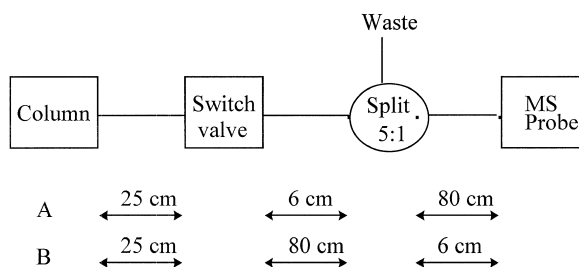 Waste
Column
Switch
valve
Split
5:1
MS
Probe
A
25 cm
6 cm
80 cm
B
25 cm
80 cm
6 cm